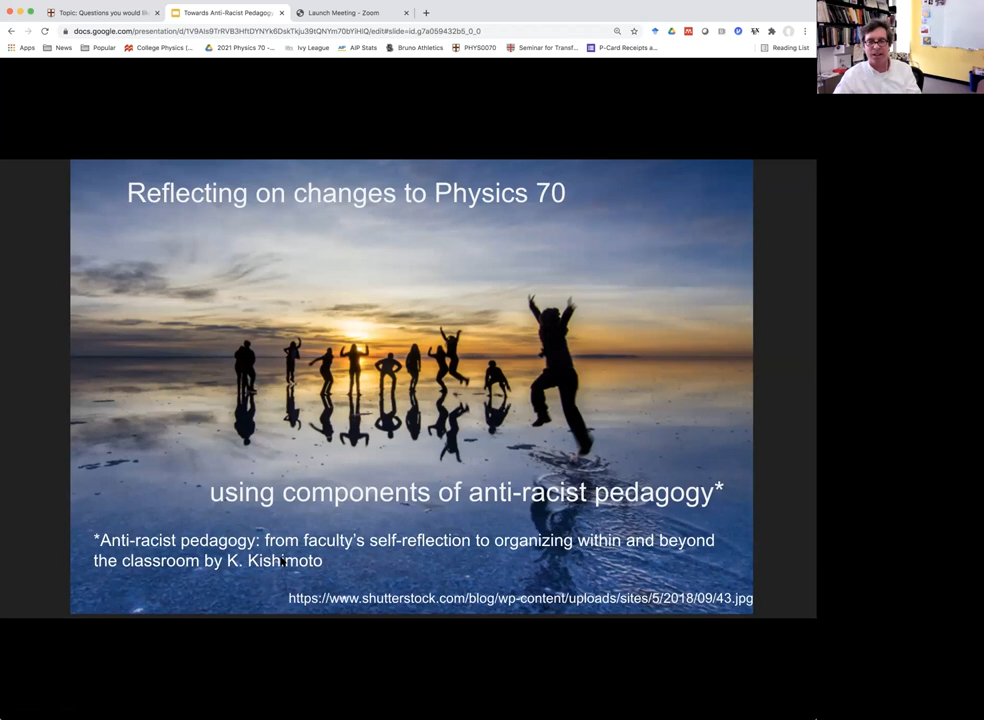 Topic: Questions you would lik
Towards Anti-Racist Pedagogy
Launch Meeting - Zoom
docs.google.com/presentation/d/1V9Als9TrRVB3HftDYNYk6DskTkju39tQNYm70bYiHlQ/edit#slide=id.g7a059432b5_0_0
Apps News Popular College Physics (... 2021 Physics 70 -... Ivy League AIP Stats Bruno Athletics PHYS0070 Seminar for Transf... P-Card Receipts a... Reading List
Reflecting on changes to Physics 70
using components of anti-racist pedagogy*
*Anti-racist pedagogy: from faculty's self-reflection to organizing within and beyond
the classroom by K. Kishimoto
https://www.shutterstock.com/blog/wp-content/uploads/sites/5/2018/09/43.jpg